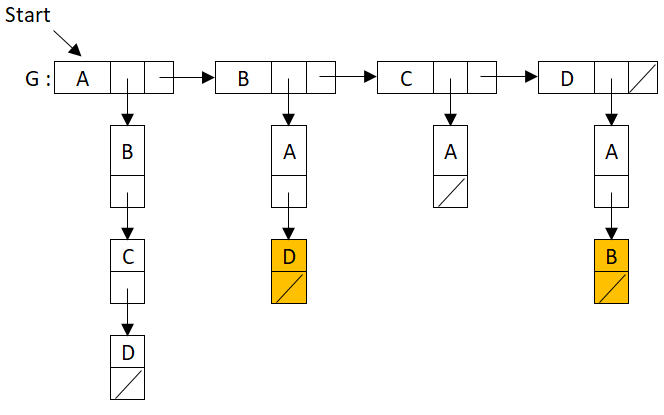 Start
G : A B C D
B A A A
C D B
D